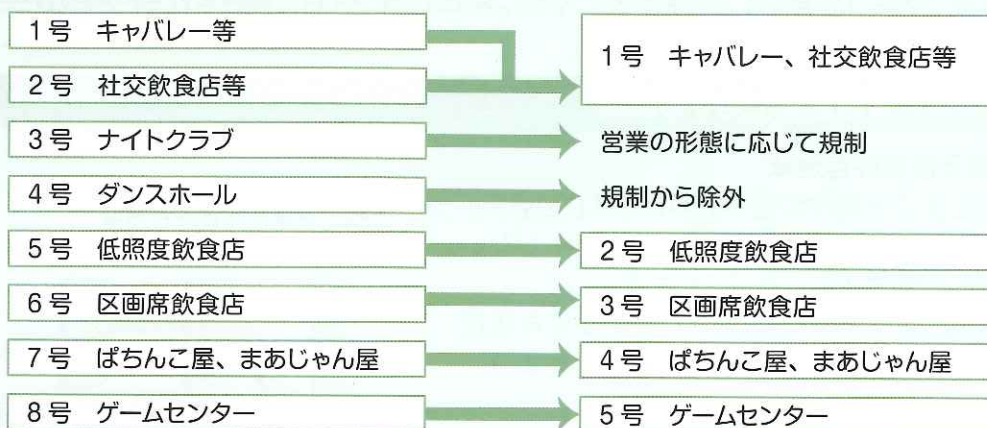 1号 キャバレー等
2号 社交飲食店等
1号 キャバレー、社交飲食店等
3号 ナイトクラブ
営業の形態に応じて規制
4号 ダンスホール
規制から除外
5号 低照度飲食店
2号 低照度飲食店
6号 区画席飲食店
3号 区画席飲食店
7号 ぱちんこ屋、まあじゃん屋
4号 ぱちんこ屋、まあじゃん屋
8号 ゲームセンター
5号 ゲームセンター